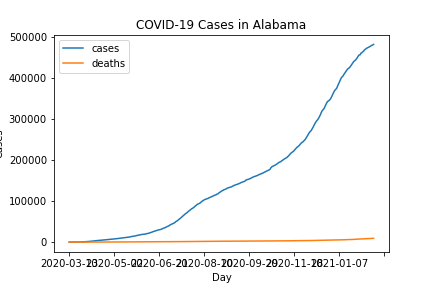 COVID-19 Cases in Alabama
cases
deaths
500000
400000
300000
200000
100000
0
Cases
2020-03-13 2020-05-02 2020-06-21 2020-08-10 2020-09-29 2020-11-18 2021-01-07
Day